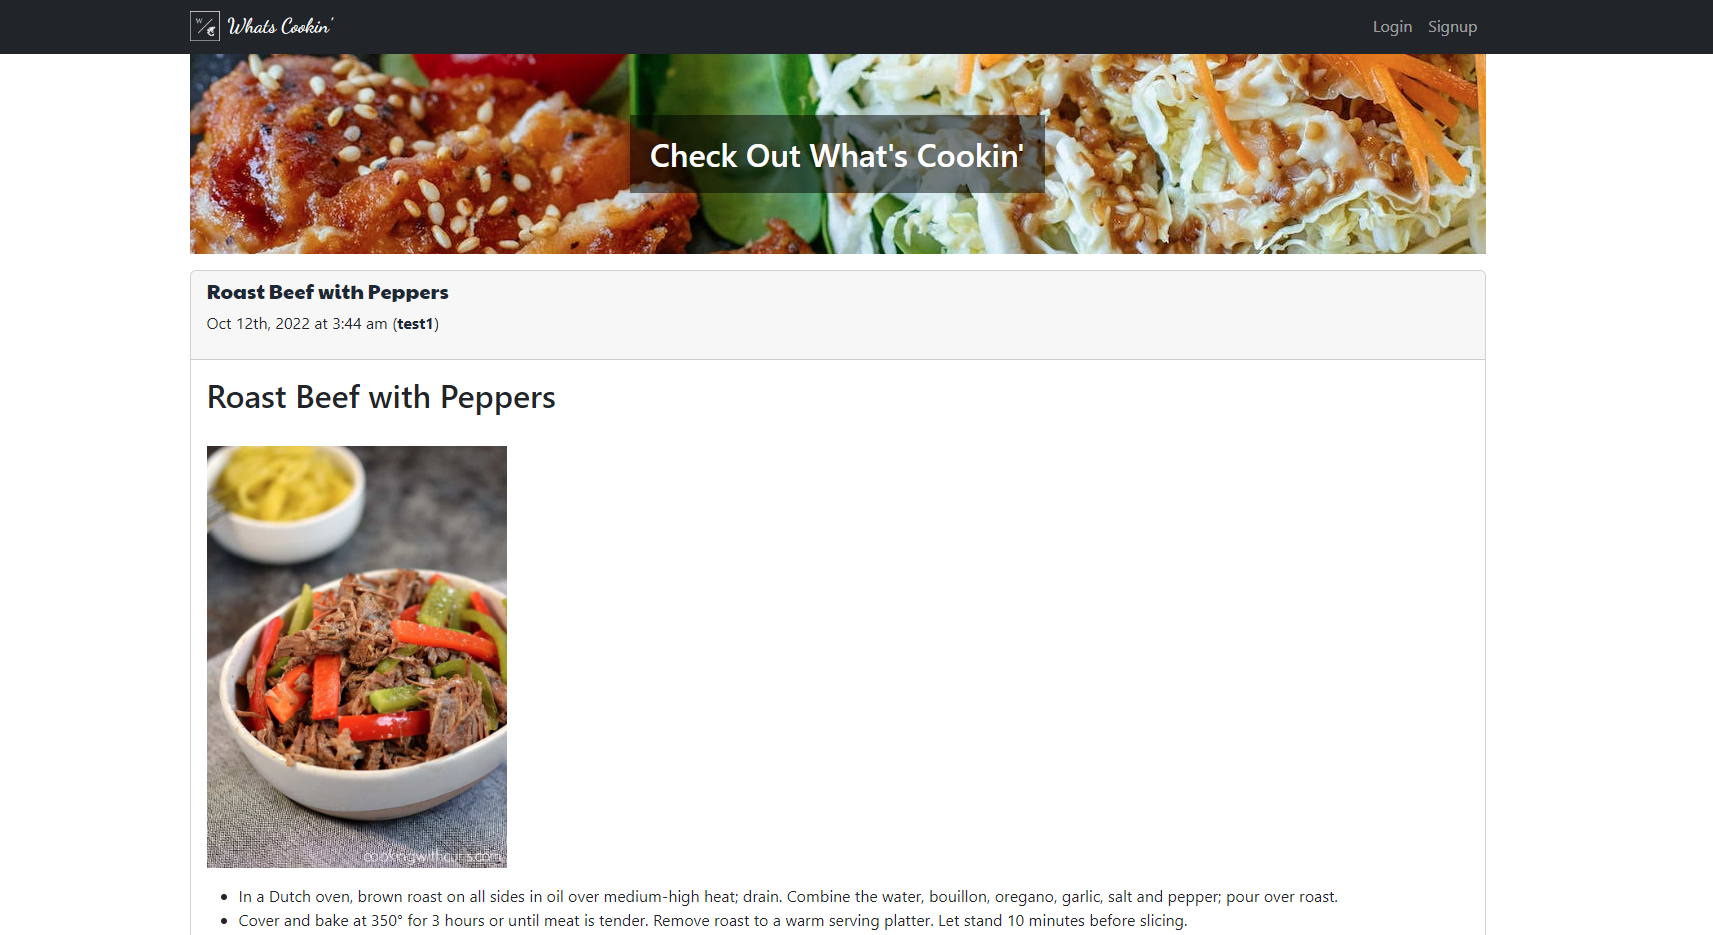 W
C
Whats Cookin'
Login Signup
Check Out What's Cookin'
Roast Beef with Peppers
Oct 12th, 2022 at 3:44 am (test1)
Roast Beef with Peppers
In a Dutch oven, brown roast on all sides in oil over medium-high heat; drain. Combine the water, bouillon, oregano, garlic, salt and pepper; pour over roast.
Cover and bake at 350° for 3 hours or until meat is tender. Remove roast to a warm serving platter. Let stand 10 minutes before slicing.